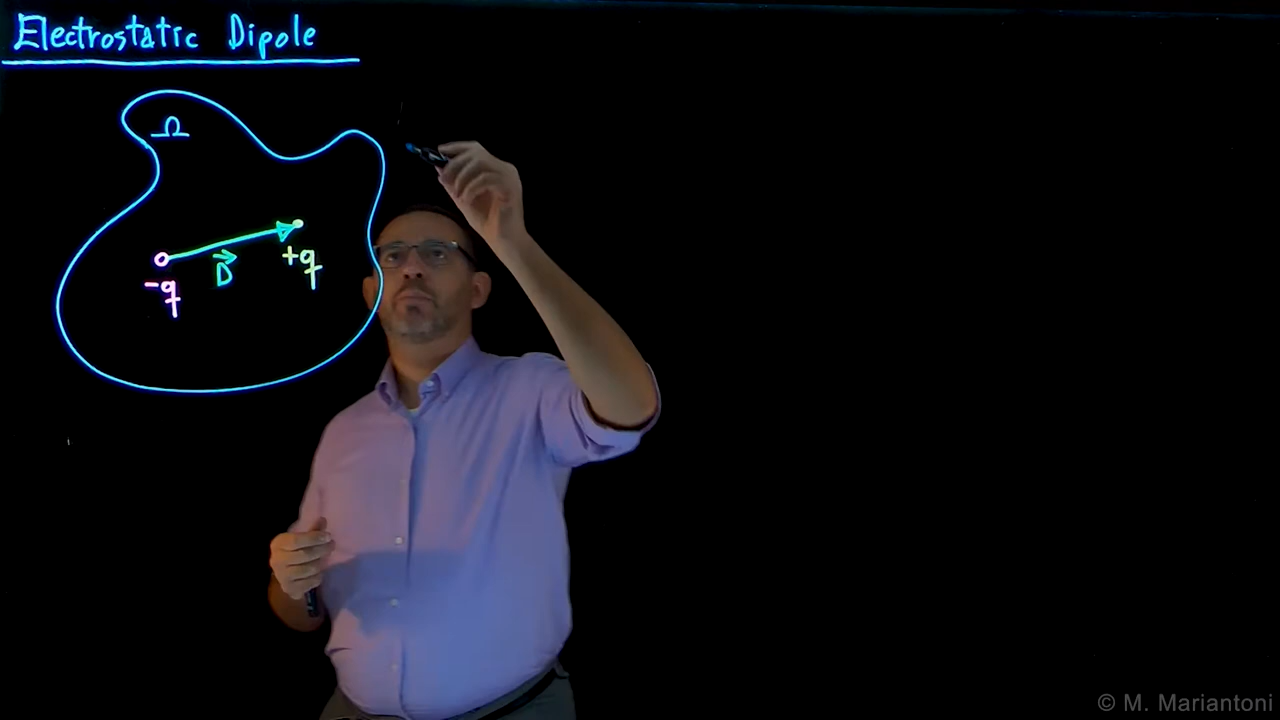 Electrostatic Dipole
Ω
D⃗
-q
+q
© M. Mariantoni